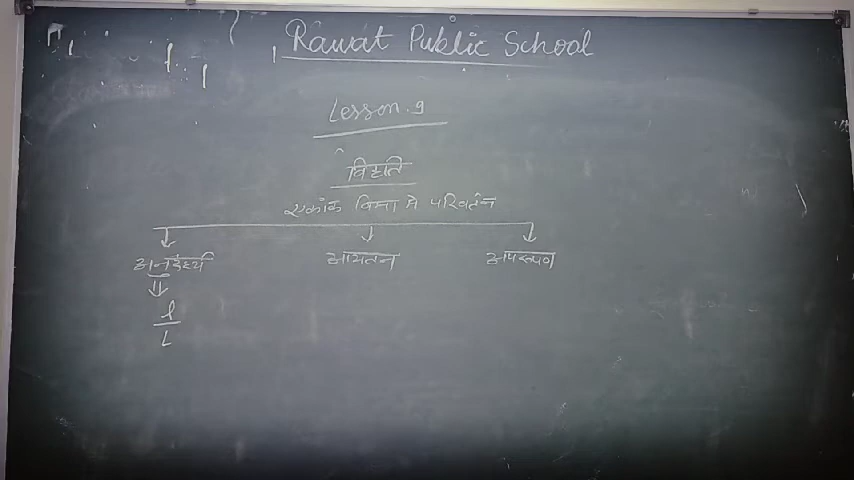 Rawat Public School
Lesson.9
विकृति
एकांक विमा मे परिवर्तन
अनुदैर्ध्य आयतन अपरूपण
l
L